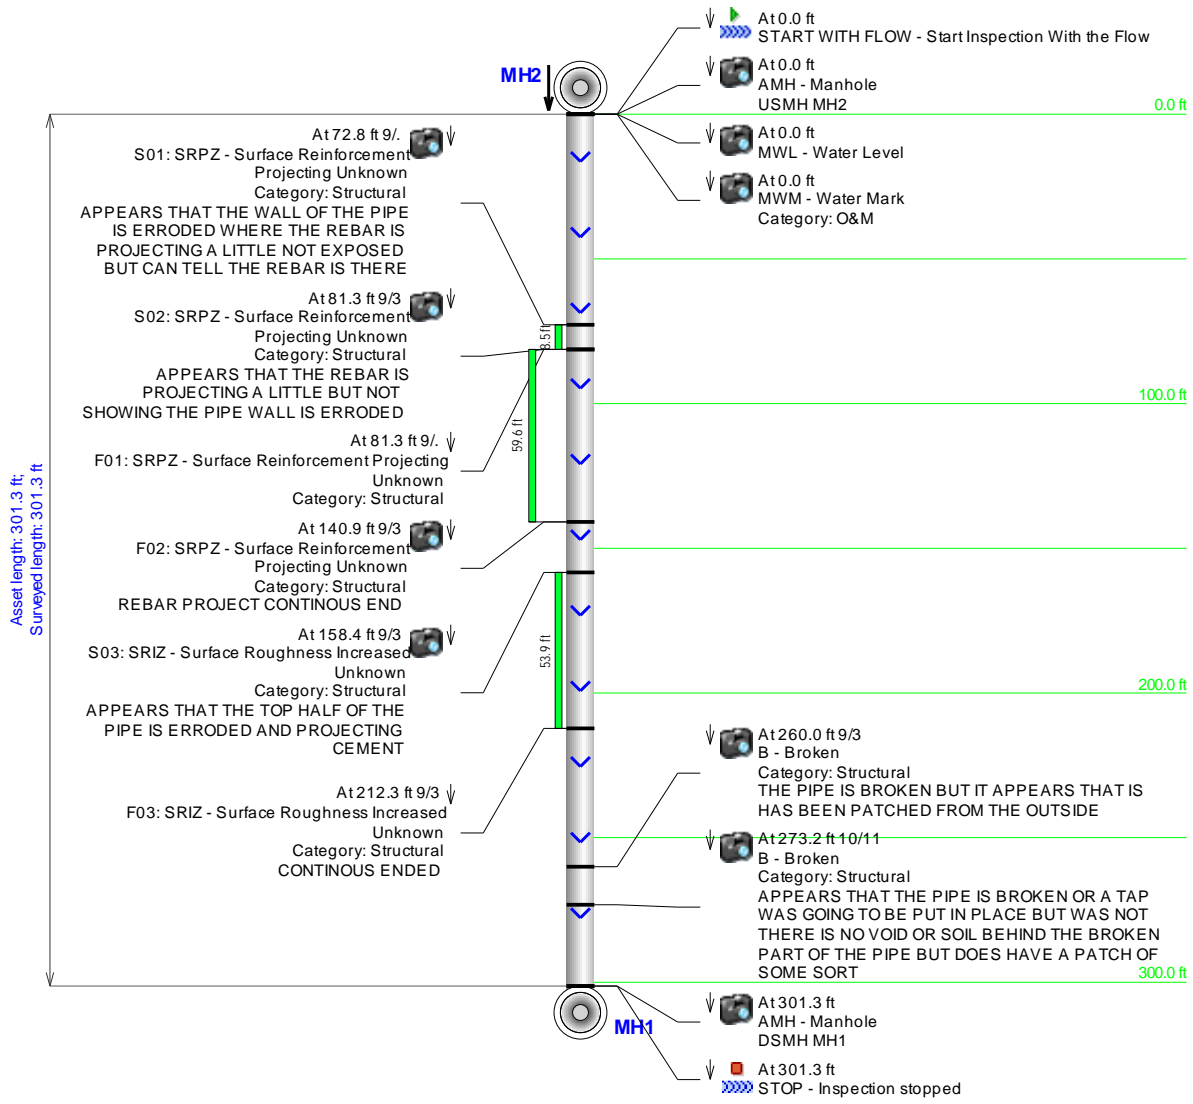 At 0.0 ft
START WITH FLOW - Start Inspection With the Flow
At 0.0 ft
AMH - Manhole
USMH MH2
MH2
0.0 ft
At 0.0 ft
MWL - Water Level
At 0.0 ft
MWM - Water Mark
Category: O&M
At 72.8 ft 9/.
S01: SRPZ - Surface Reinforcement
Projecting Unknown
Category: Structural
APPEARS THAT THE WALL OF THE PIPE
IS ERRODED WHERE THE REBAR IS
PROJECTING A LITTLE NOT EXPOSED
BUT CAN TELL THE REBAR IS THERE
At 81.3 ft 9/3
S02: SRPZ - Surface Reinforcement
Projecting Unknown
Category: Structural
APPEARS THAT THE REBAR IS
PROJECTING A LITTLE BUT NOT
SHOWING THE PIPE WALL IS ERRODED
8.5 ft
100.0 ft
59.6 ft
At 81.3 ft 9/.
F01: SRPZ - Surface Reinforcement Projecting
Unknown
Category: Structural
At 140.9 ft 9/3
F02: SRPZ - Surface Reinforcement
Projecting Unknown
Category: Structural
REBAR PROJECT CONTINOUS END
Asset length: 301.3 ft;
Surveyed length: 301.3 ft
At 158.4 ft 9/3
S03: SRIZ - Surface Roughness Increased
Unknown
Category: Structural
APPEARS THAT THE TOP HALF OF THE
PIPE IS ERRODED AND PROJECTING
CEMENT
53.9 ft
200.0 ft
At 212.3 ft 9/3
F03: SRIZ - Surface Roughness Increased
Unknown
Category: Structural
CONTINOUS ENDED
At 260.0 ft 9/3
B - Broken
Category: Structural
THE PIPE IS BROKEN BUT IT APPEARS THAT IS
HAS BEEN PATCHED FROM THE OUTSIDE
At 273.2 ft 10/11
B - Broken
Category: Structural
APPEARS THAT THE PIPE IS BROKEN OR A TAP
WAS GOING TO BE PUT IN PLACE BUT WAS NOT
THERE IS NO VOID OR SOIL BEHIND THE BROKEN
PART OF THE PIPE BUT DOES HAVE A PATCH OF
SOME SORT
300.0 ft
At 301.3 ft
AMH - Manhole
DSMH MH1
MH1
At 301.3 ft
STOP - Inspection stopped